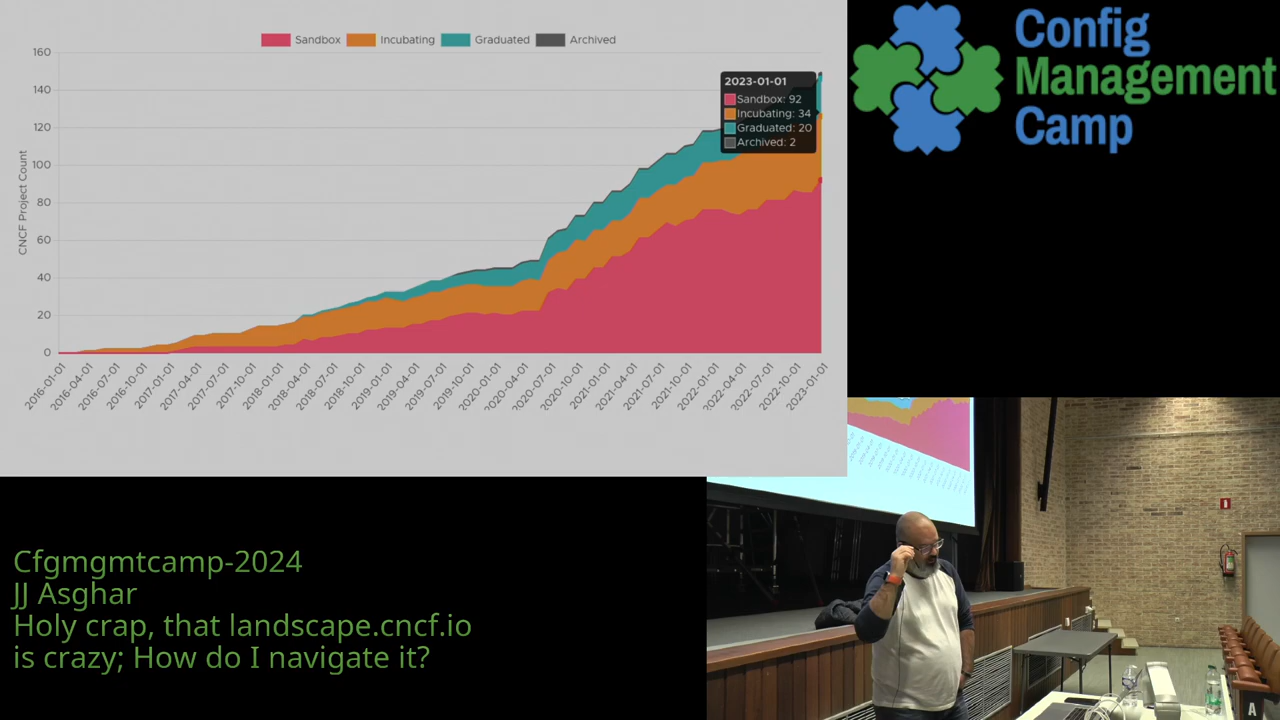 Sandbox Incubating Graduated Archived
160
140
120
100
80
60
40
20
0
CNCF Project Count
2023-01-01
Sandbox: 92
Incubating: 34
Graduated: 20
Archived: 2
2016-01-01 2016-04-01 2016-07-01 2016-10-01 2017-01-01 2017-04-01 2017-07-01 2017-10-01 2018-01-01 2018-04-01 2018-07-01 2018-10-01 2019-01-01 2019-04-01 2019-07-01 2019-10-01 2020-01-01 2020-04-01 2020-07-01 2020-10-01 2021-01-01 2021-04-01 2021-07-01 2021-10-01 2022-01-01 2022-04-01 2022-07-01 2022-10-01 2023-01-01
Config
Management
Camp
Cfgmgmtcamp-2024
JJ Asghar
Holy crap, that landscape.cncf.io
is crazy; How do I navigate it?
A